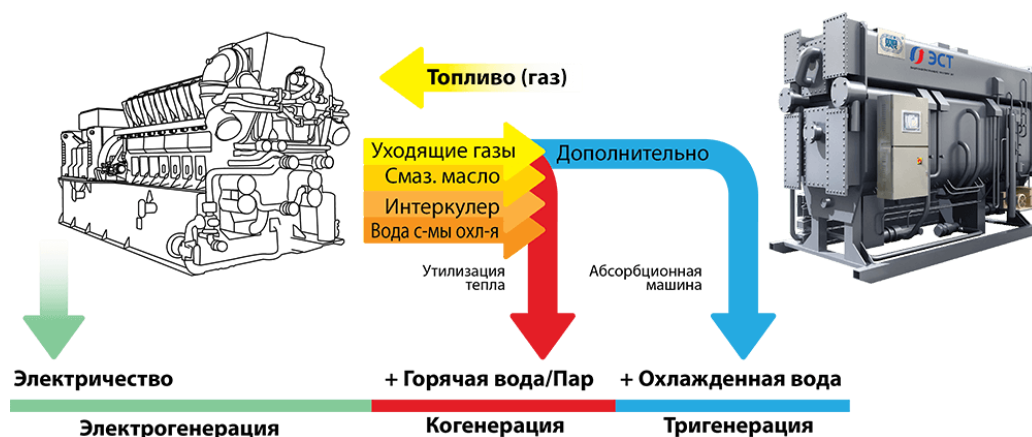 Топливо (газ)
ЭСТ
Уходящие газы
Дополнительно
Смаз. масло
Интеркулер
Вода с-мы охл-я
Утилизация
тепла
Абсорбционная
машина
Электричество
+ Горячая вода/Пар
+ Охлажденная вода
Электрогенерация
Когенерация
Тригенерация